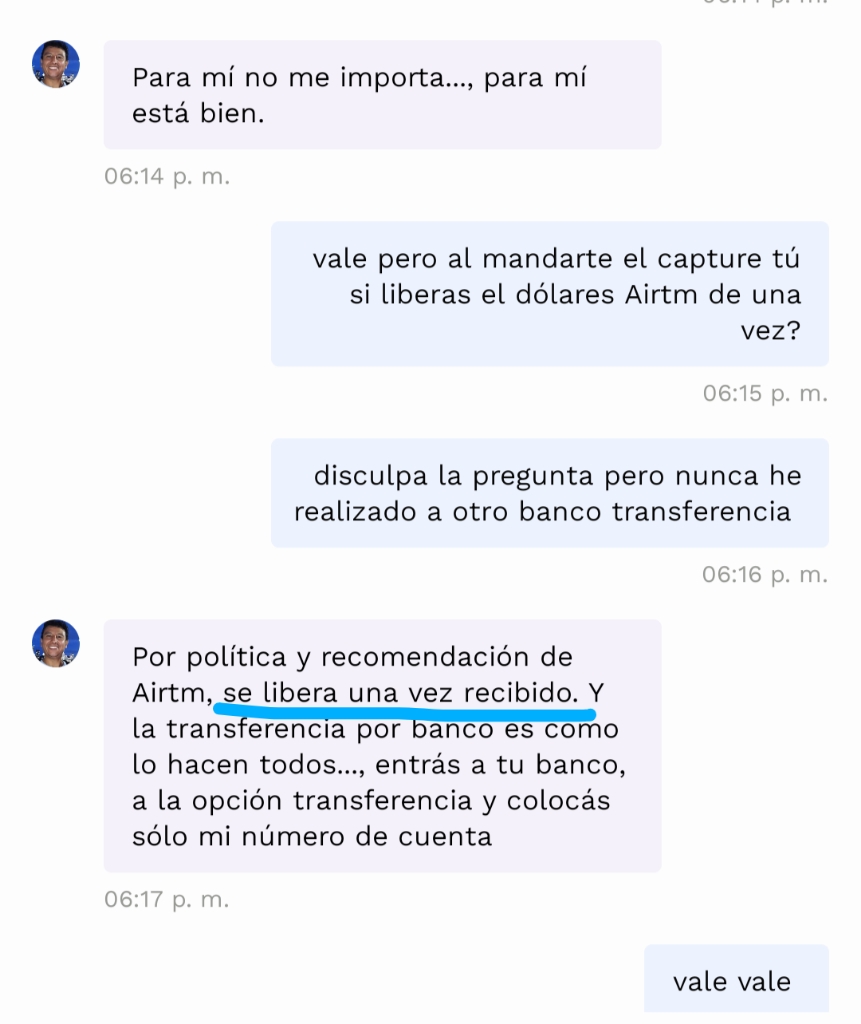 Para mí no me importa..., para mí
está bien.
06:14 p. m.
vale pero al mandarte el capture tú
si liberas el dólares Airtm de una
vez?
06:15 p. m.
disculpa la pregunta pero nunca he
realizado a otro banco transferencia
06:16 p. m.
Por política y recomendación de
Airtm, se libera una vez recibido. Y
la transferencia por banco es como
lo hacen todos..., entrás a tu banco,
a la opción transferencia y colocás
sólo mi número de cuenta
06:17 p. m.
vale vale